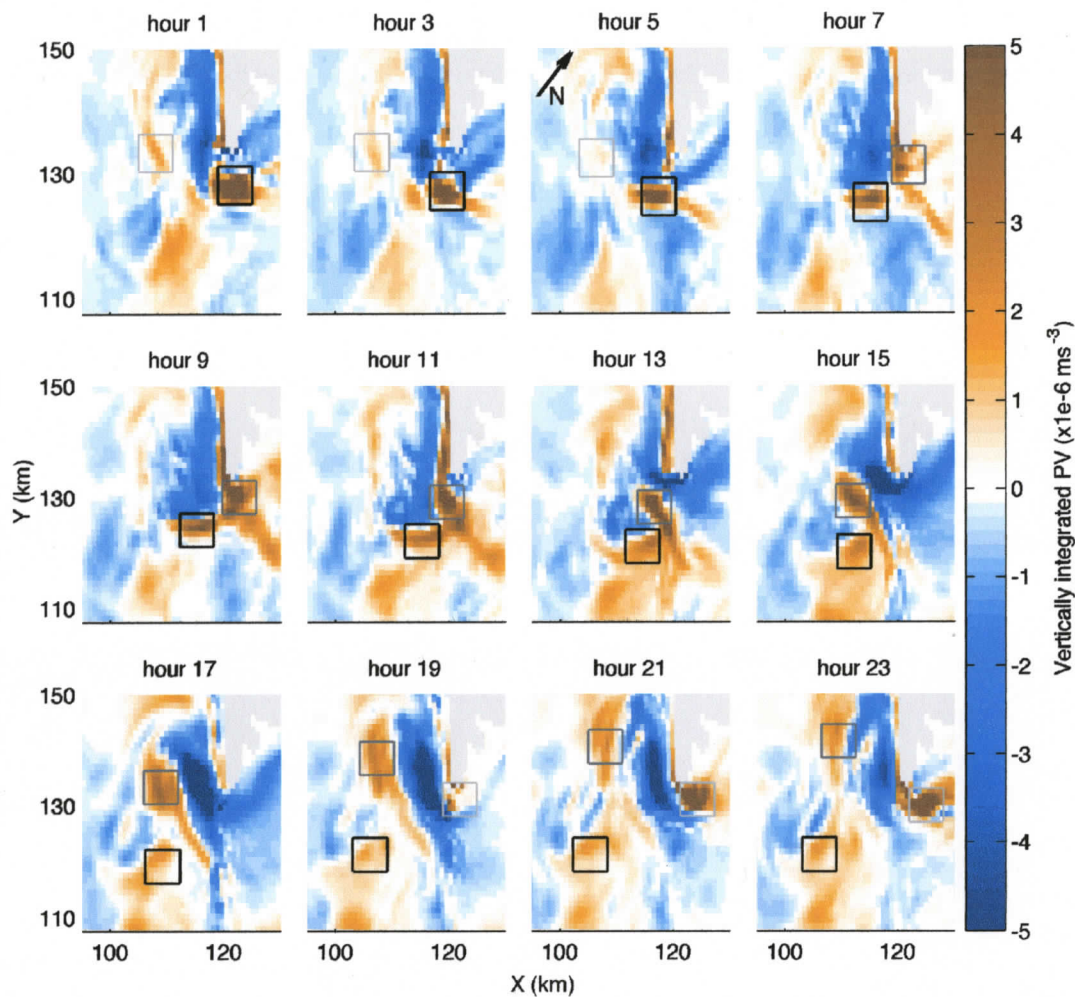 hour 1 hour 3 hour 5 hour 7
150
130
110
N
hour 9 hour 11 hour 13 hour 15
150
130
110
Y (km)
hour 17 hour 19 hour 21 hour 23
150
130
110
100 120 100 120 100 120 100 120
X (km)
5
4
3
2
1
0
-1
-2
-3
-4
-5
Vertically integrated PV (x1e-6 ms⁻³)